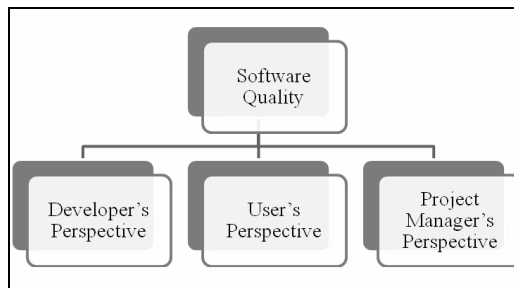 Software
Quality
Developer's
Perspective
User's
Perspective
Project
Manager's
Perspective